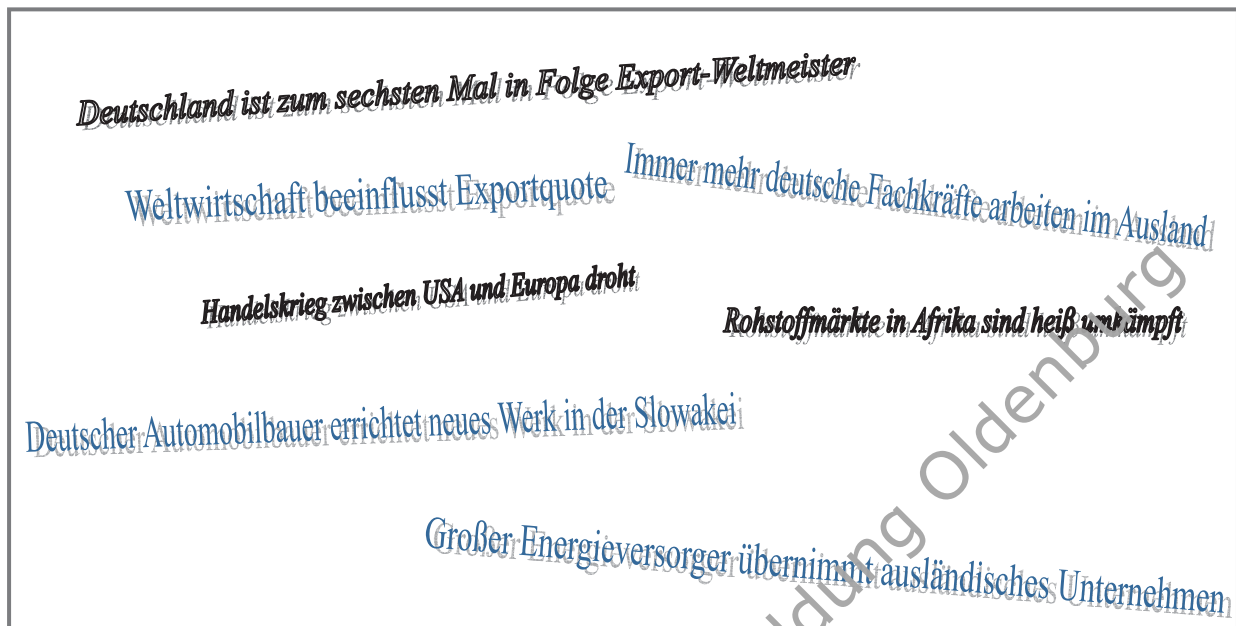 Deutschland ist zum sechsten Mal in Folge Export-Weltmeister
Weltwirtschaft beeinflusst Exportquote
Immer mehr deutsche Fachkräfte arbeiten im Ausland
Handelskrieg zwischen USA und Europa droht
Rohstoffmärkte in Afrika sind heiß umkämpft
Deutscher Automobilbauer errichtet neues Werk in der Slowakei
Großer Energieversorger übernimmt ausländisches Unternehmen
ldung Oldenburg